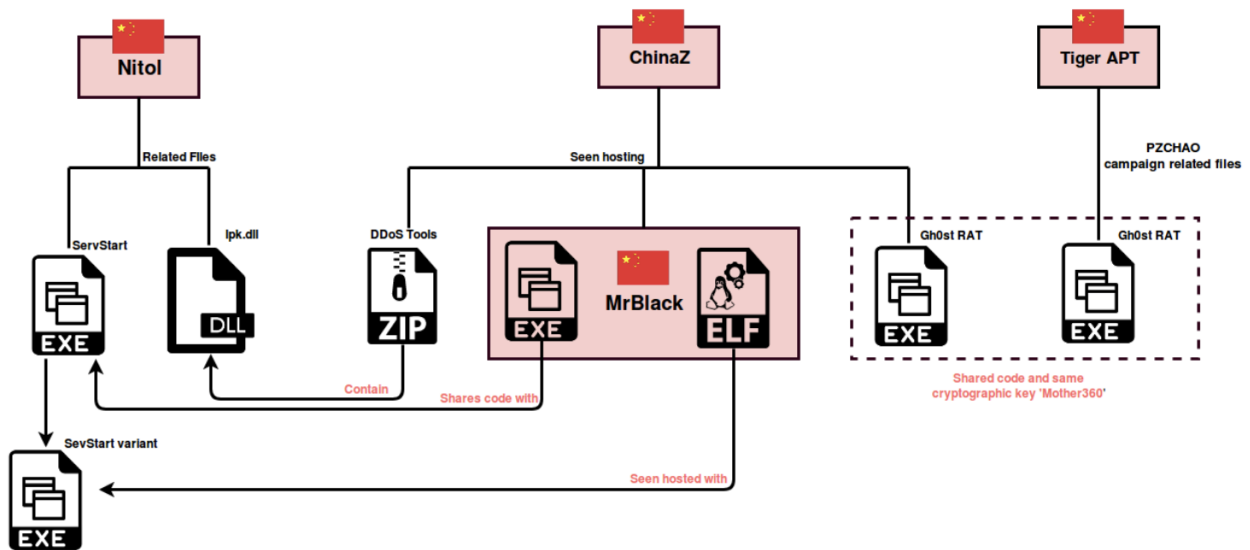 Nitol
ChinaZ
Tiger APT
Related FIles
Seen hosting
PZCHAO
campaign related files
ServStart
lpk.dll
DDoS Tools
Gh0st RAT
Gh0st RAT
EXE
DLL
ZIP
EXE
MrBlack
ELF
EXE
EXE
Contain
Shares code with
Shared code and same
cryptographic key 'Mother360'
SevStart variant
Seen hosted with
EXE